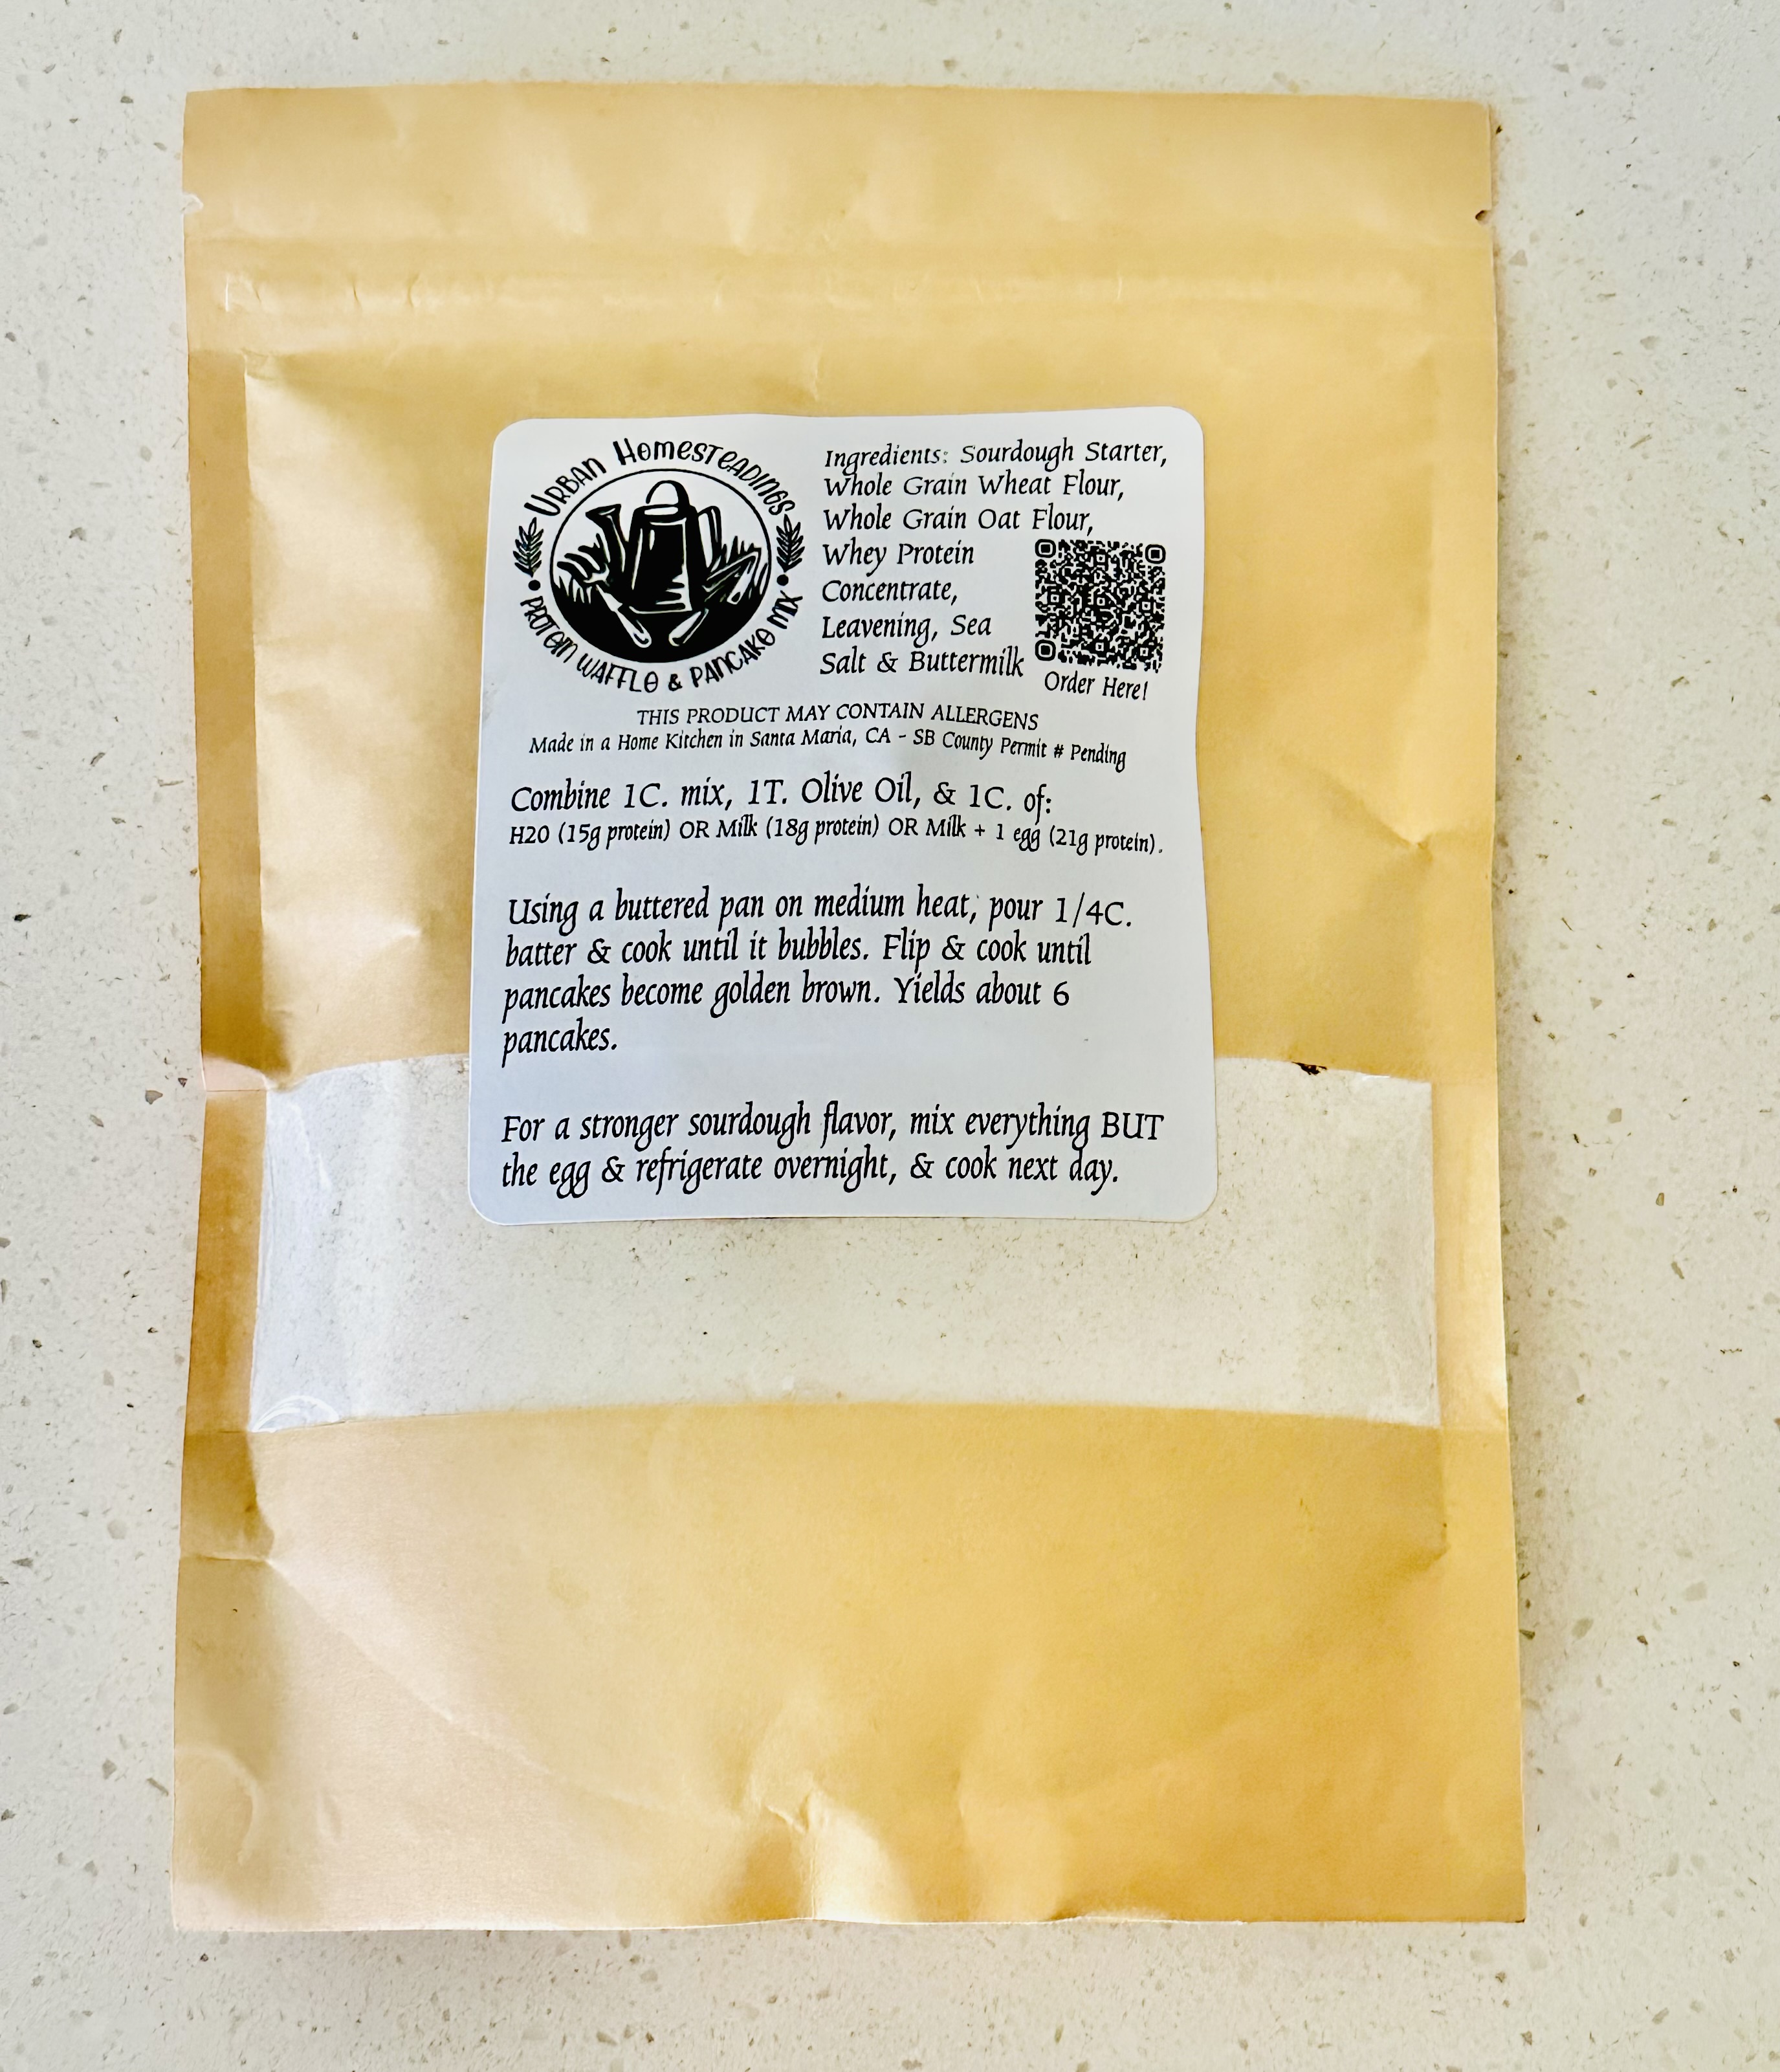 Urban Homesteadings
Protein Waffle & Pancake Mix
Ingredients: Sourdough Starter,
Whole Grain Wheat Flour,
Whole Grain Oat Flour,
Whey Protein
Concentrate,
Leavening, Sea
Salt & Buttermilk
Order Here!
THIS PRODUCT MAY CONTAIN ALLERGENS
Made in a Home Kitchen in Santa Maria, CA - SB County Permit # Pending
Combine 1C. mix, 1T. Olive Oil, & 1C. of:
H2O (15g protein) OR Milk (18g protein) OR Milk + 1 egg (21g protein).
Using a buttered pan on medium heat, pour 1/4C.
batter & cook until it bubbles. Flip & cook until
pancakes become golden brown. Yields about 6
pancakes.
For a stronger sourdough flavor, mix everything BUT
the egg & refrigerate overnight, & cook next day.